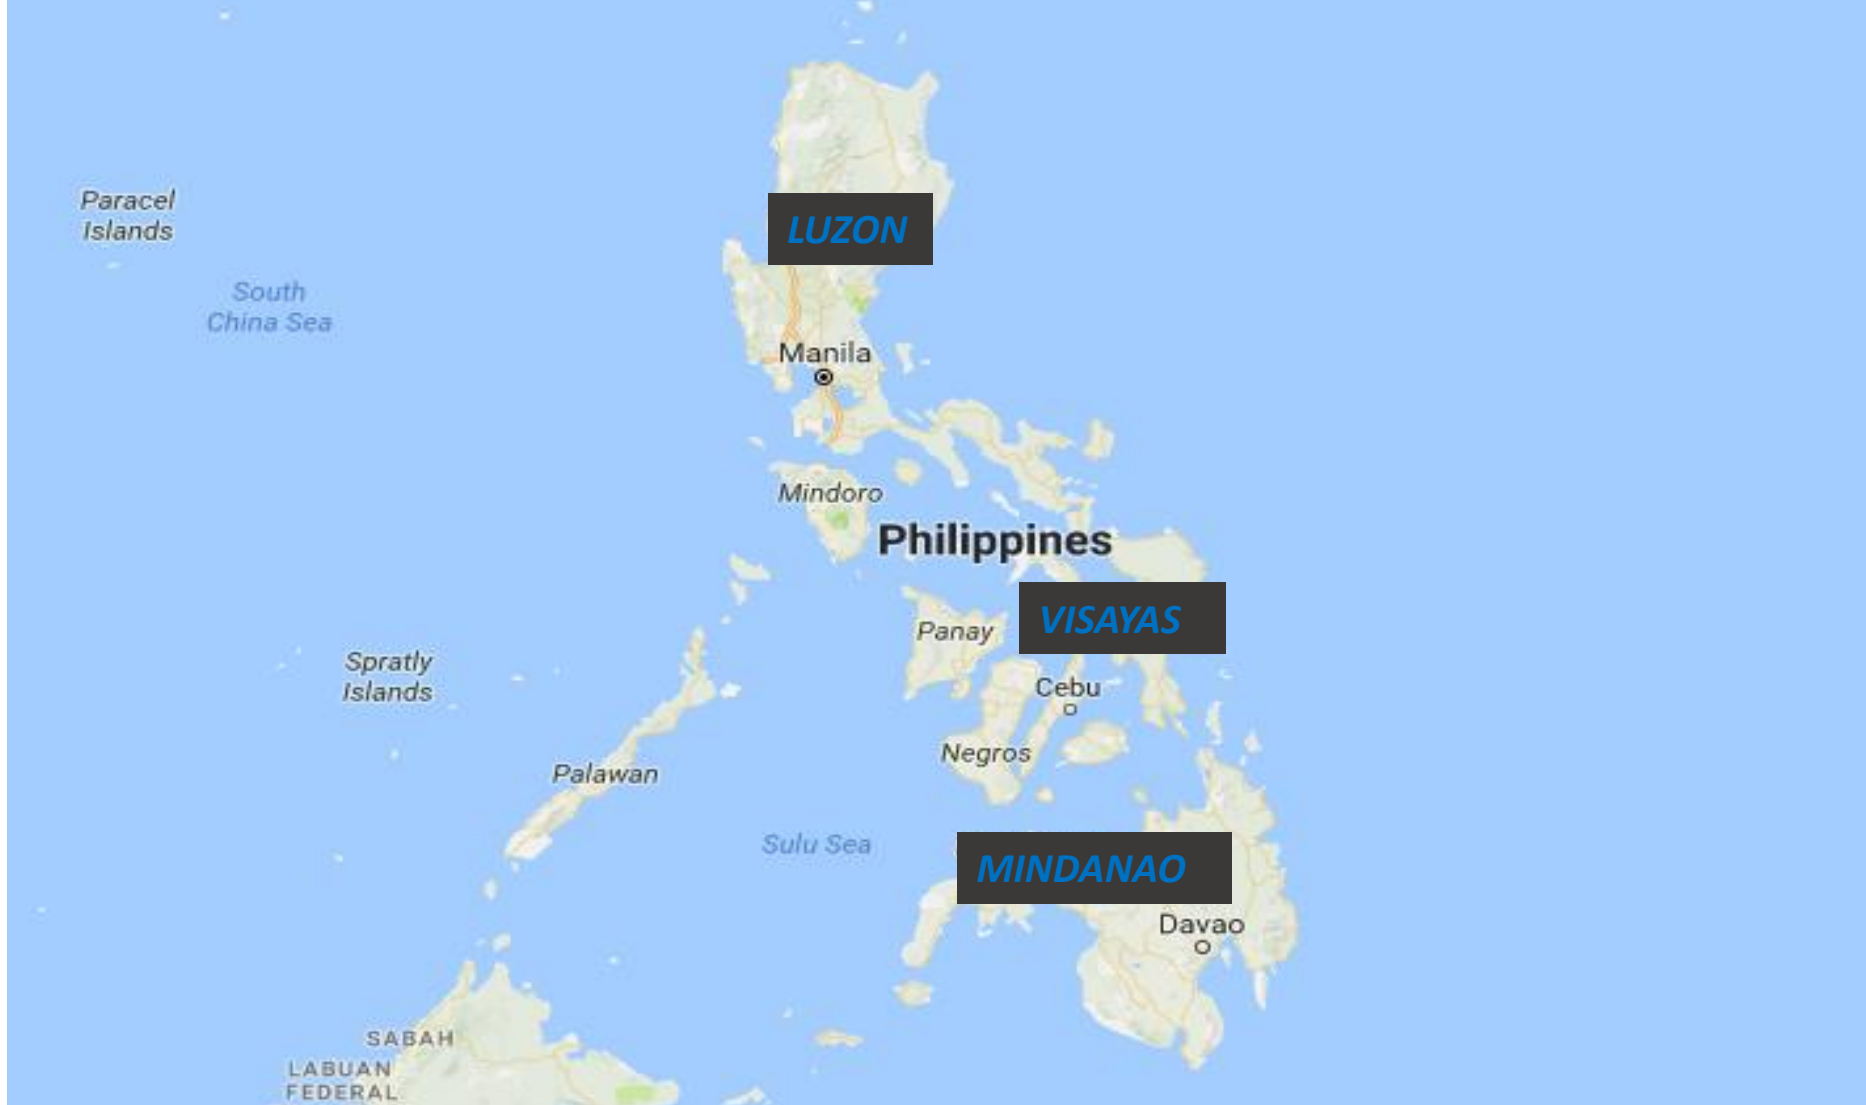 Paracel
Islands
LUZON
South
China Sea
Manila
Mindoro
Philippines
VISAYAS
Panay
Spratly
Islands
Cebu
Negros
Palawan
Sulu Sea
MINDANAO
Davao
SABAH
LABUAN
FEDERAL